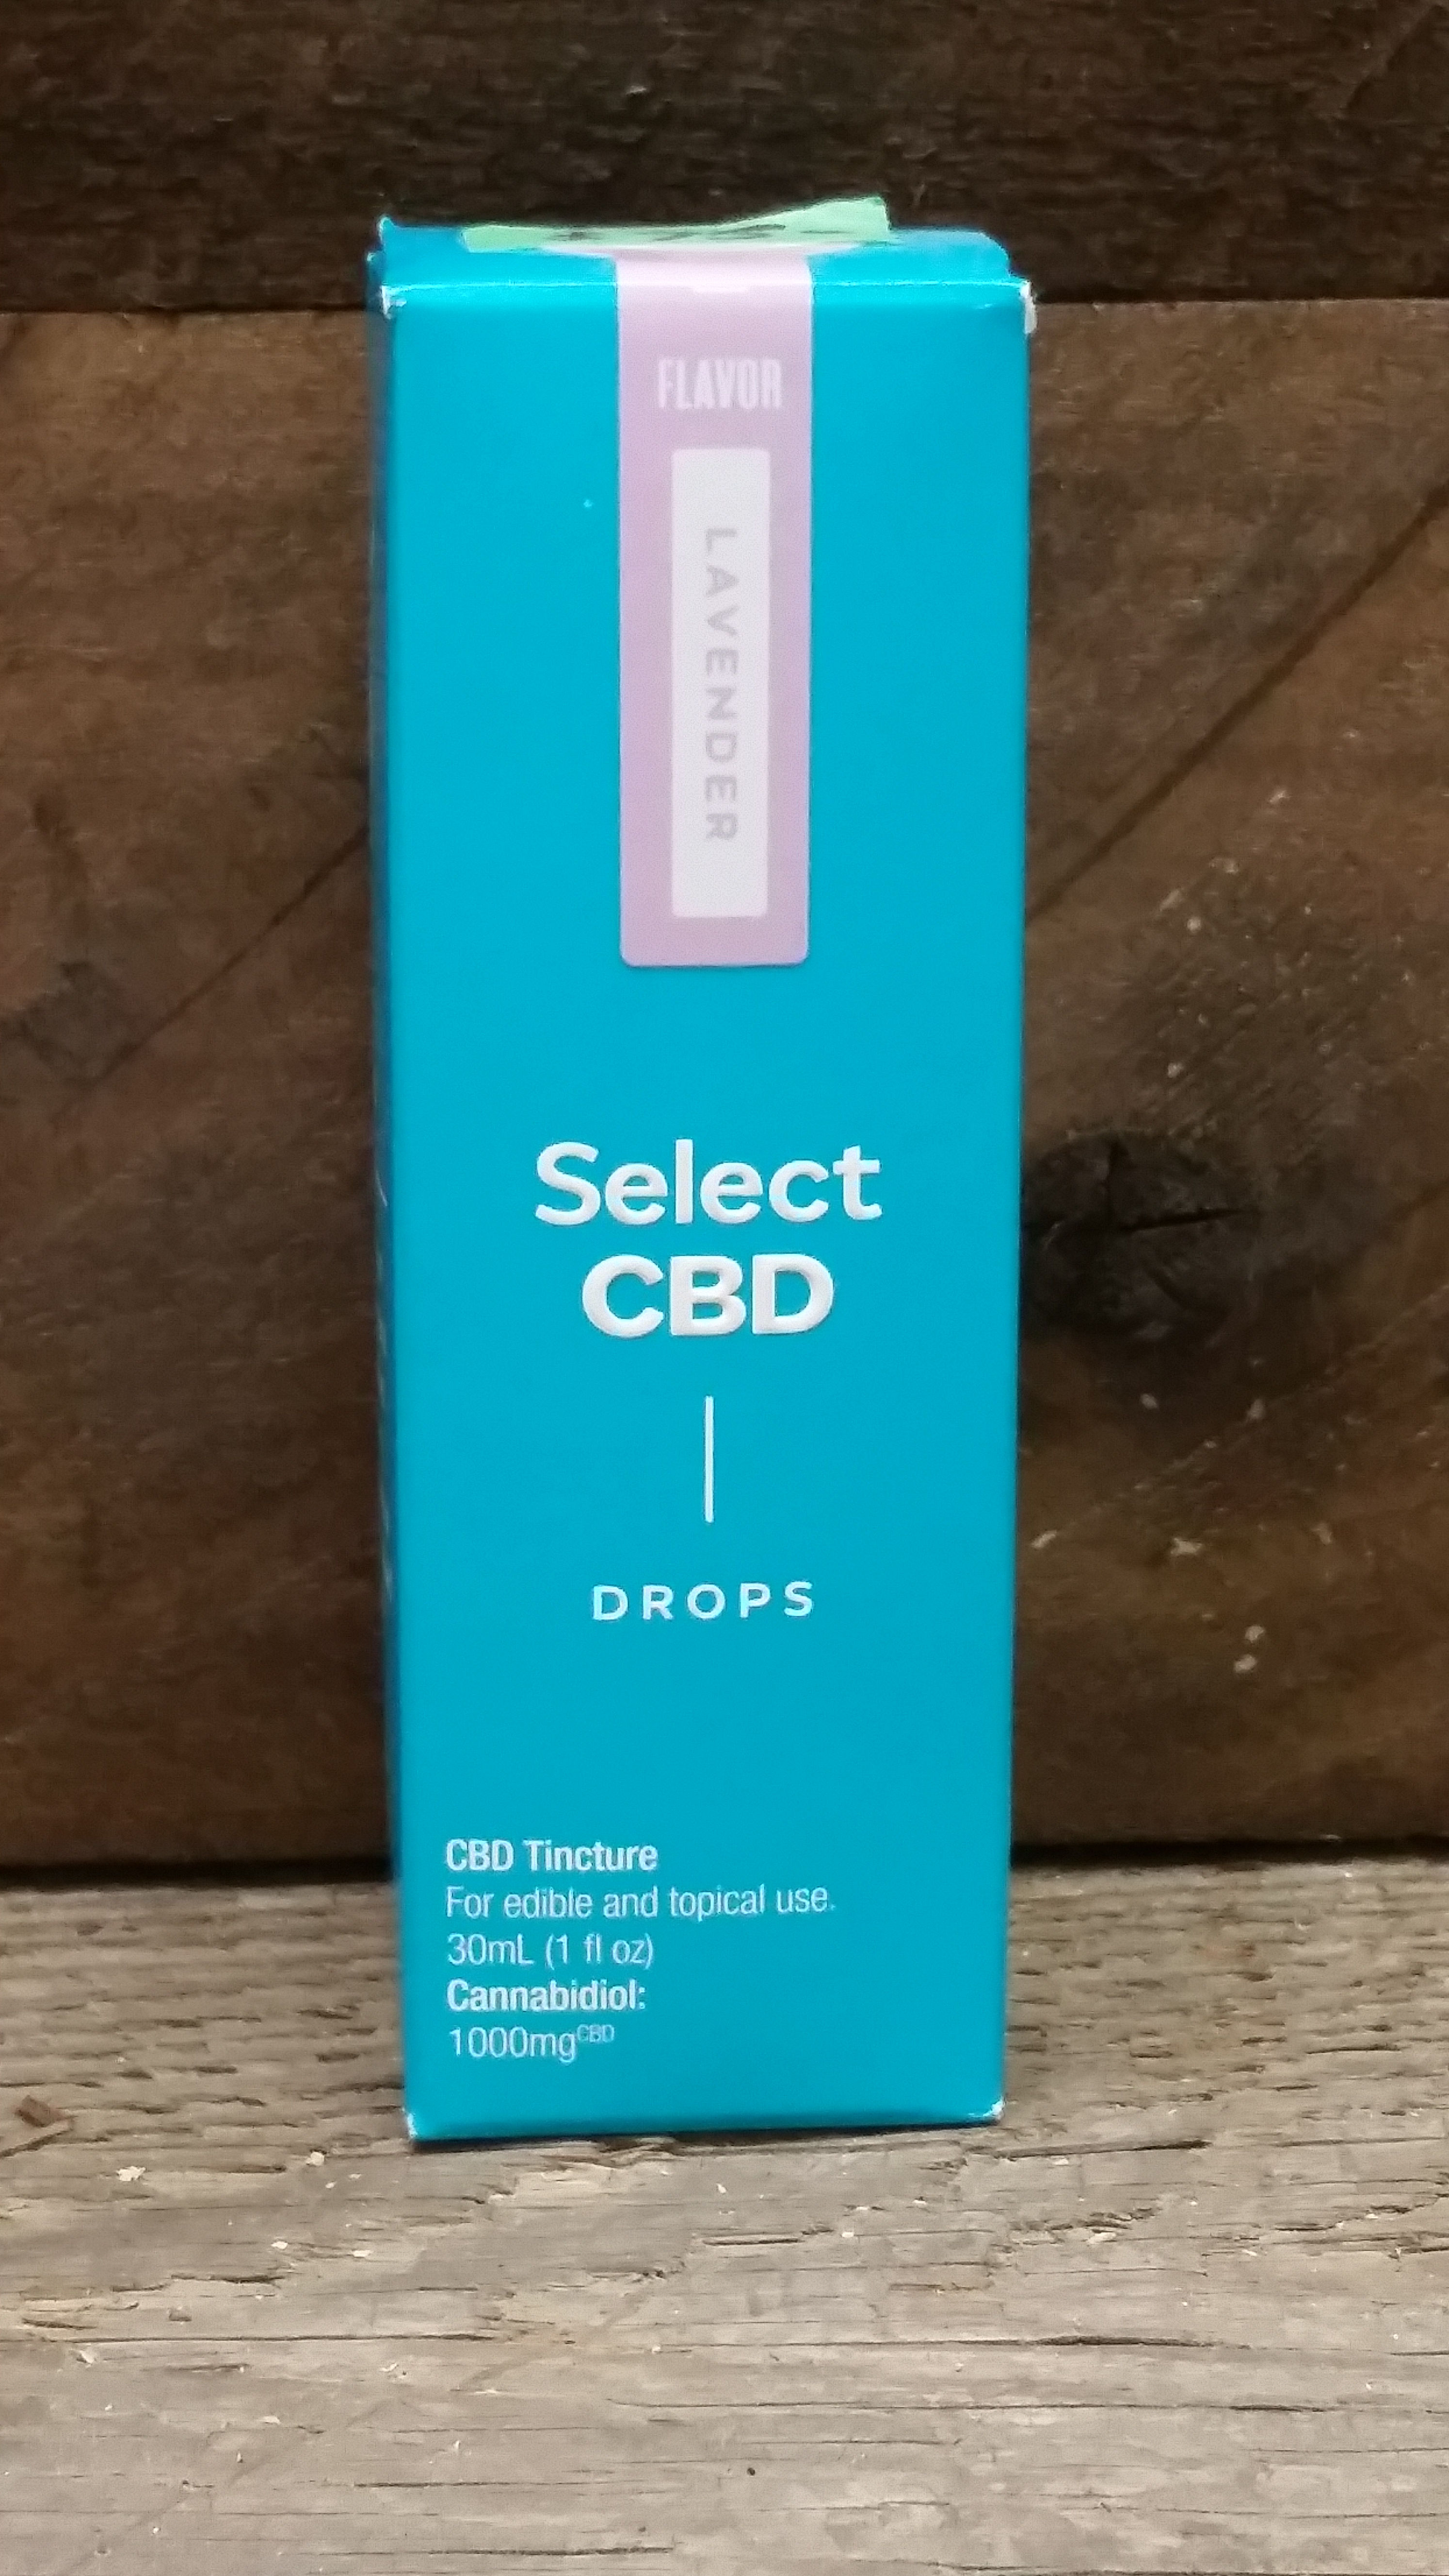 FLAVOR
LAVENDER
Select
CBD
DROPS
CBD Tincture
For edible and topical use.
30mL (1 fl oz)
Cannabidiol:
1000mgCBD